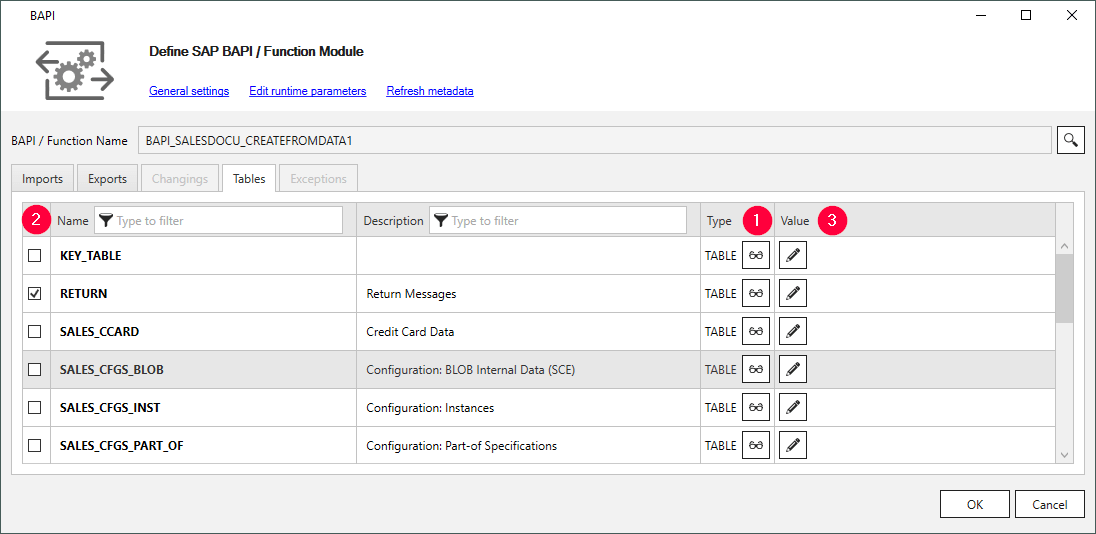 BAPI
Define SAP BAPI / Function Module
General settings Edit runtime parameters Refresh metadata
BAPI / Function Name BAPI_SALESDOCU_CREATEFROMDATA1
Imports Exports Changings Tables Exceptions
2 Name Type to filter Description Type to filter Type 1 Value 3
KEY_TABLE TABLE
RETURN Return Messages TABLE
SALES_CCARD Credit Card Data TABLE
SALES_CFGS_BLOB Configuration: BLOB Internal Data (SCE) TABLE
SALES_CFGS_INST Configuration: Instances TABLE
SALES_CFGS_PART_OF Configuration: Part-of Specifications TABLE
OK Cancel